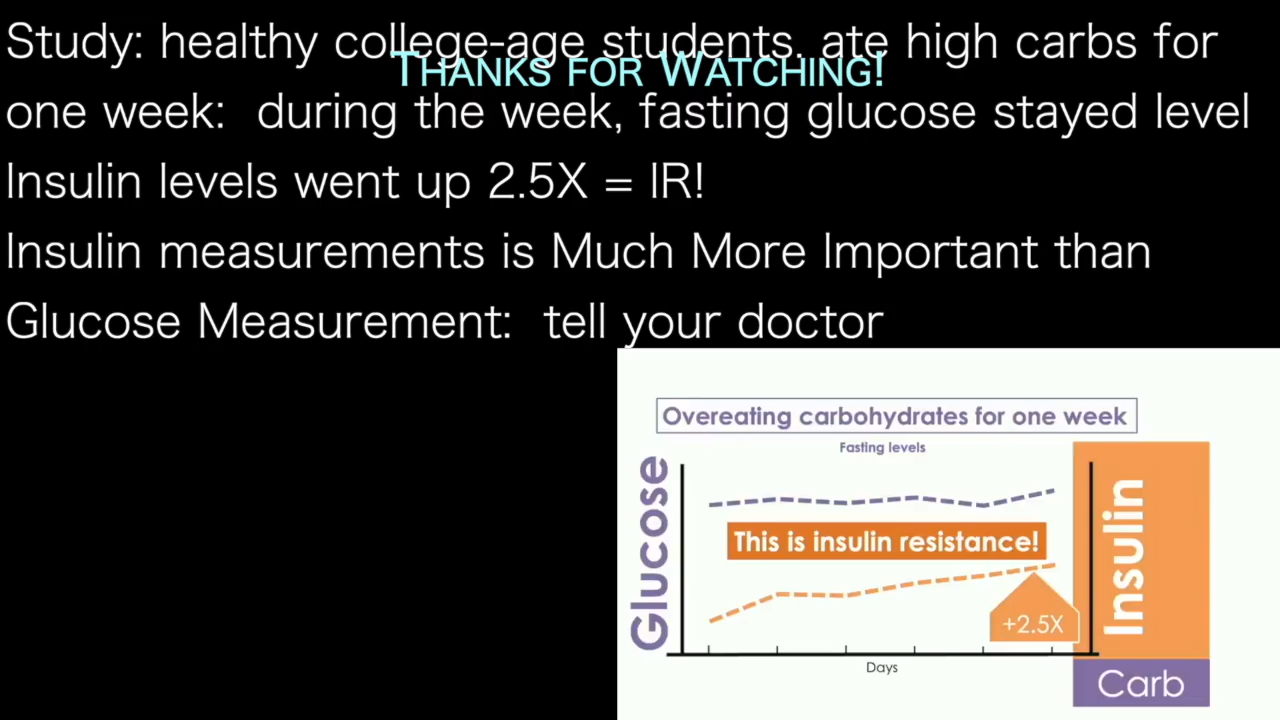 Study: healthy college-age students, ate high carbs for
THANKS FOR WATCHING!
one week:  during the week, fasting glucose stayed level
Insulin levels went up 2.5X = IR!
Insulin measurements is Much More Important than
Glucose Measurement:  tell your doctor
Overeating carbohydrates for one week
Fasting levels
Glucose
This is insulin resistance!
Insulin
+2.5X
Days
Carb